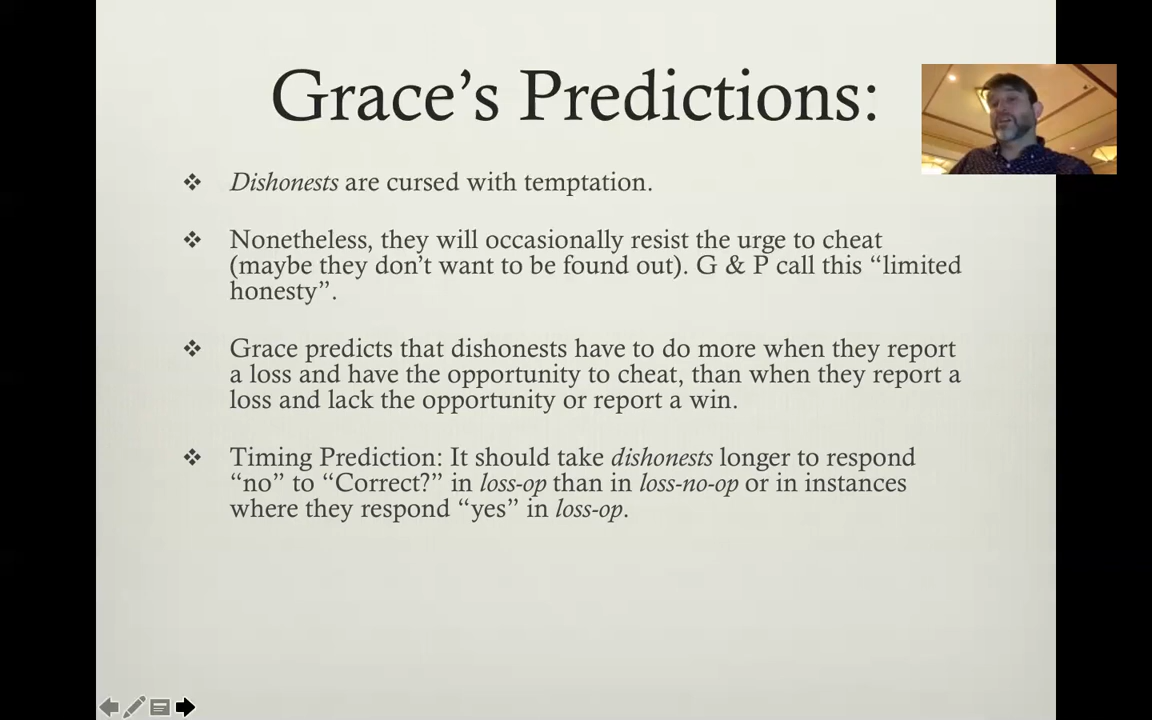 Grace’s Predictions:
❖ Dishonests are cursed with temptation.
❖ Nonetheless, they will occasionally resist the urge to cheat
(maybe they don’t want to be found out). G & P call this “limited
honesty”.
❖ Grace predicts that dishonests have to do more when they report
a loss and have the opportunity to cheat, than when they report a
loss and lack the opportunity or report a win.
❖ Timing Prediction: It should take dishonests longer to respond
“no” to “Correct?” in loss-op than in loss-no-op or in instances
where they respond “yes” in loss-op.